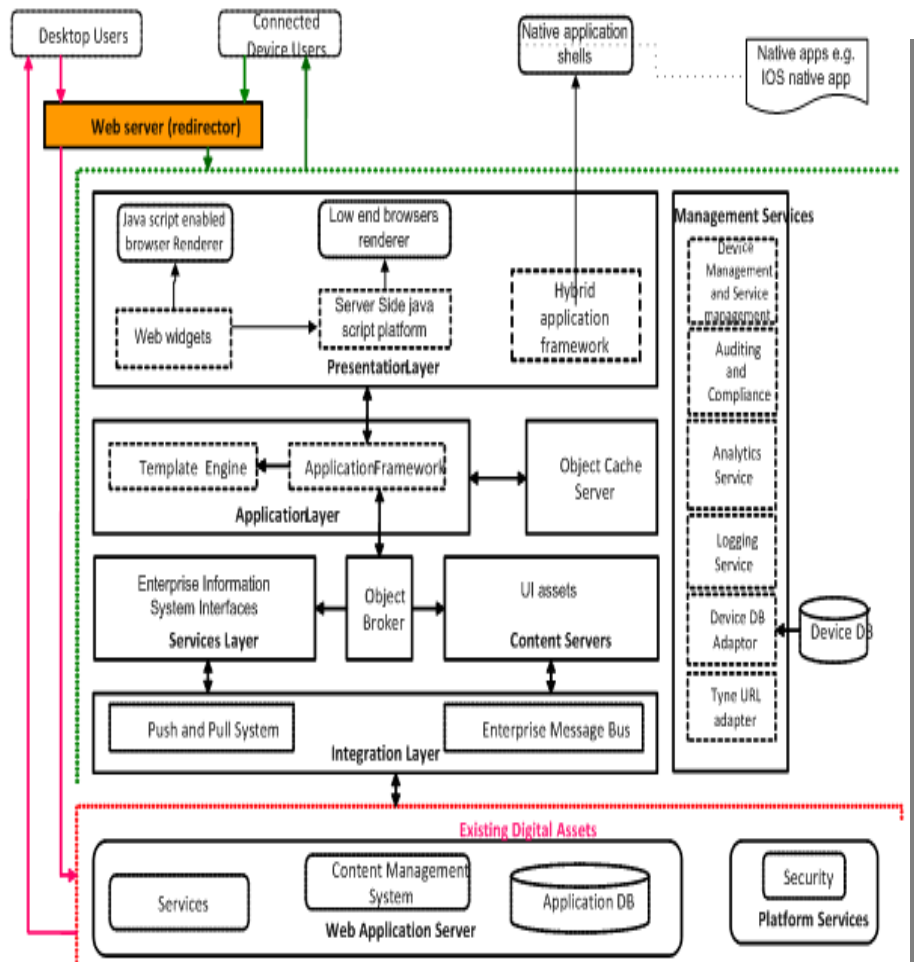 Desktop Users
Connected
Device Users
Native application
shells
Native apps e.g.
IOS native app
Web server (redirector)
Java script enabled
browser Renderer
Low end browsers
renderer
Management Services
Device
Management
and Service
management
Web widgets
Server Side java
script platform
Hybrid
application
framework
PresentationLayer
Auditing
and
Compliance
Template Engine
ApplicationFramework
ApplicationLayer
Object Cache
Server
Analytics
Service
Logging
Service
Enterprise Information
System Interfaces
Services Layer
Object
Broker
UI assets
Content Servers
Device DB
Adaptor
Device DB
Tyne URL
adapter
Push and Pull System
Enterprise Message Bus
Integration Layer
Existing Digital Assets
Services
Content Management
System
Application DB
Web Application Server
Security
Platform Services